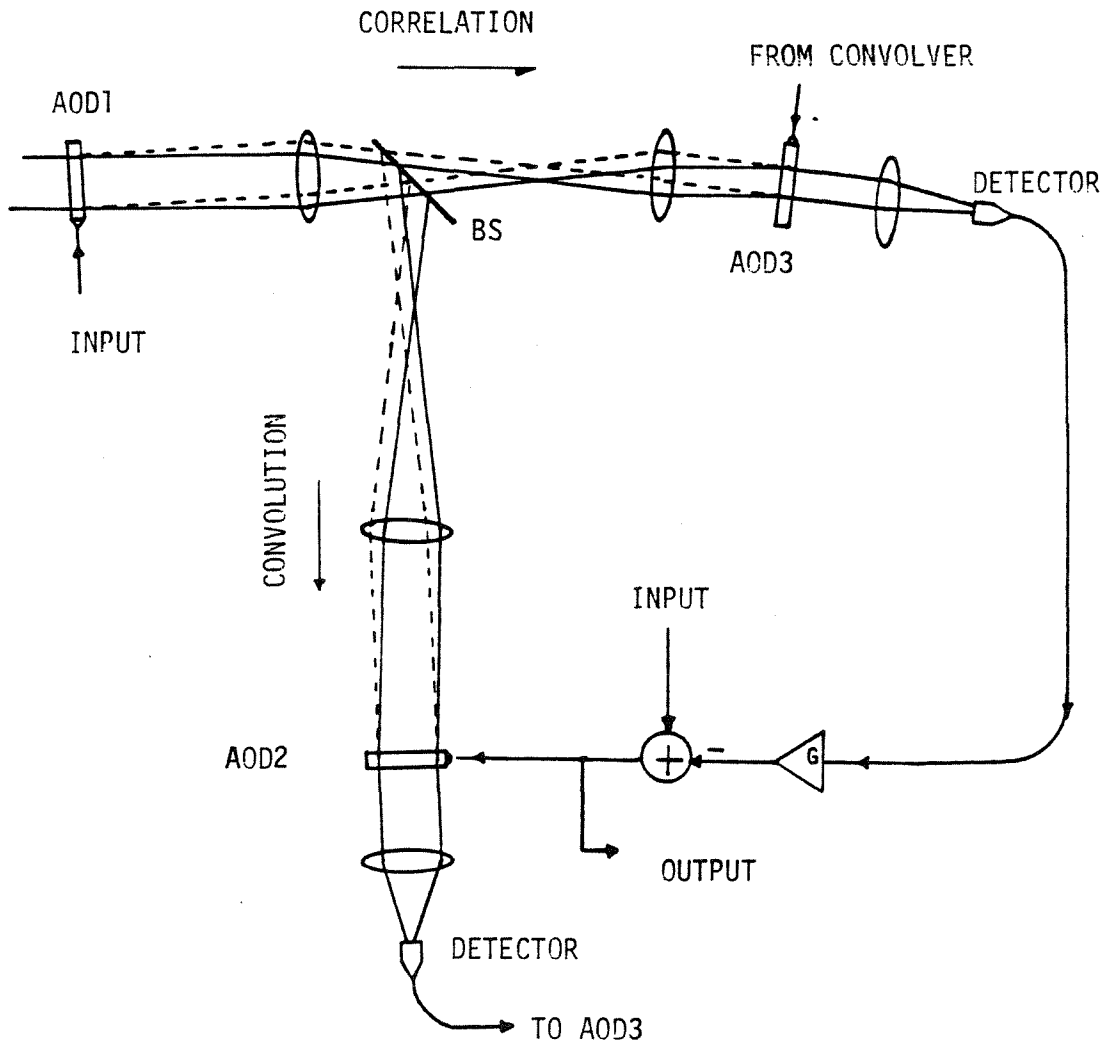 CORRELATION
FROM CONVOLVER
AOD1
DETECTOR
BS
AOD3
INPUT
CONVOLUTION
INPUT
AOD2
G
+
−
OUTPUT
DETECTOR
TO AOD3